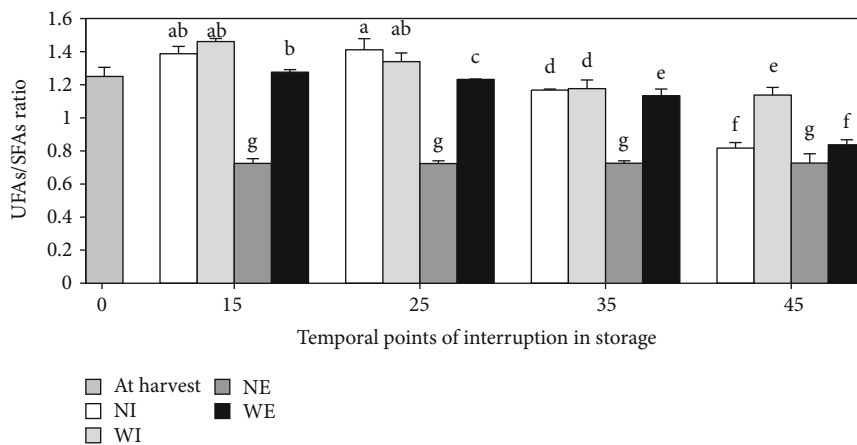 UFAs/SFAs ratio
1.6
1.4
1.2
1
0.8
0.6
0.4
0.2
0
ab ab g b
a ab g c
d d g e
f e g f
0 15 25 35 45
Temporal points of interruption in storage
At harvest NE
NI WE
WI